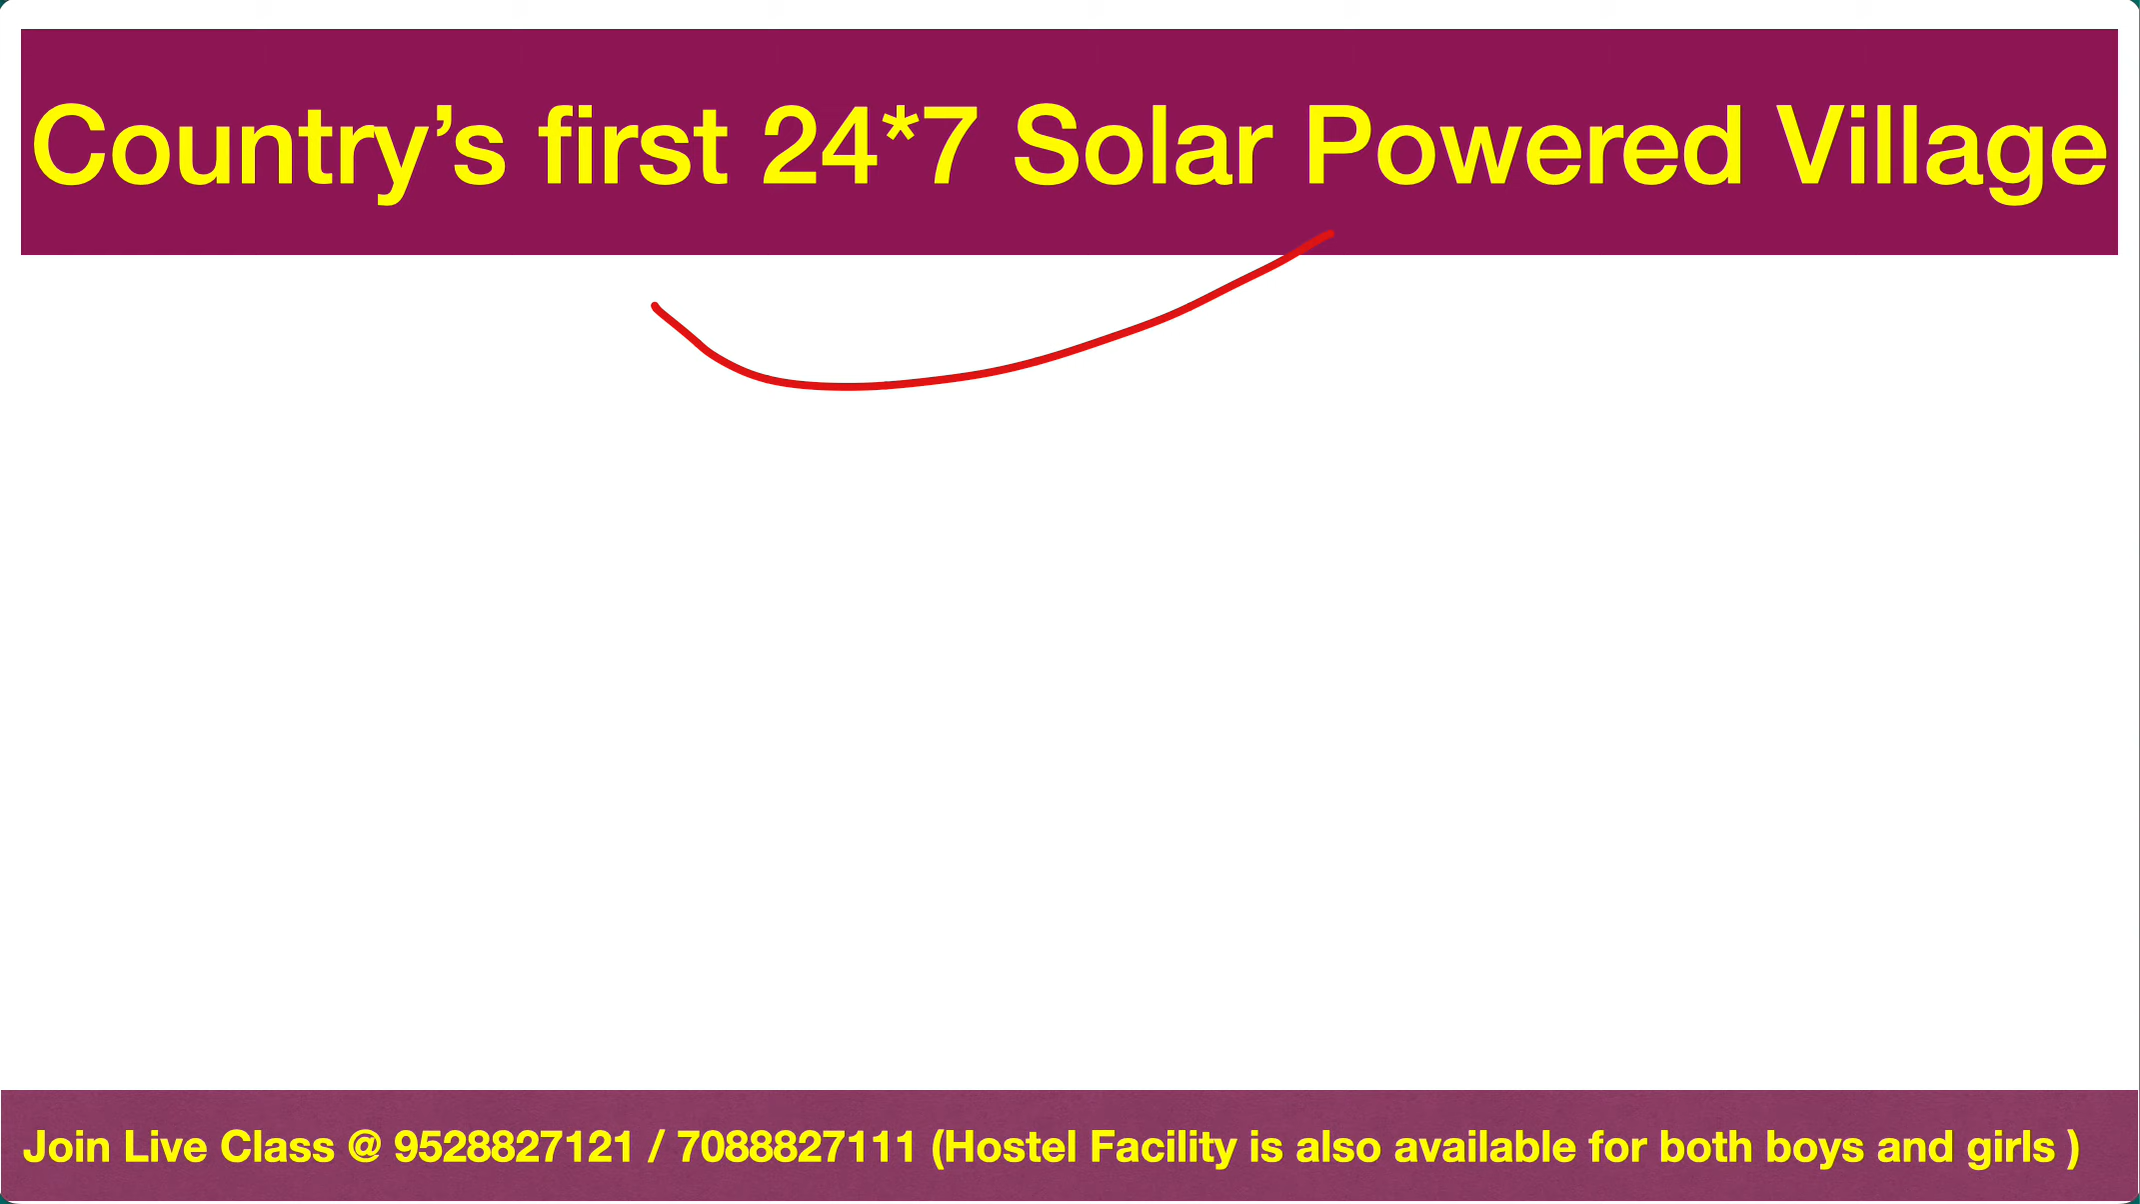 Country’s first 24*7 Solar Powered Village
Join Live Class @ 9528827121 / 7088827111 (Hostel Facility is also available for both boys and girls )